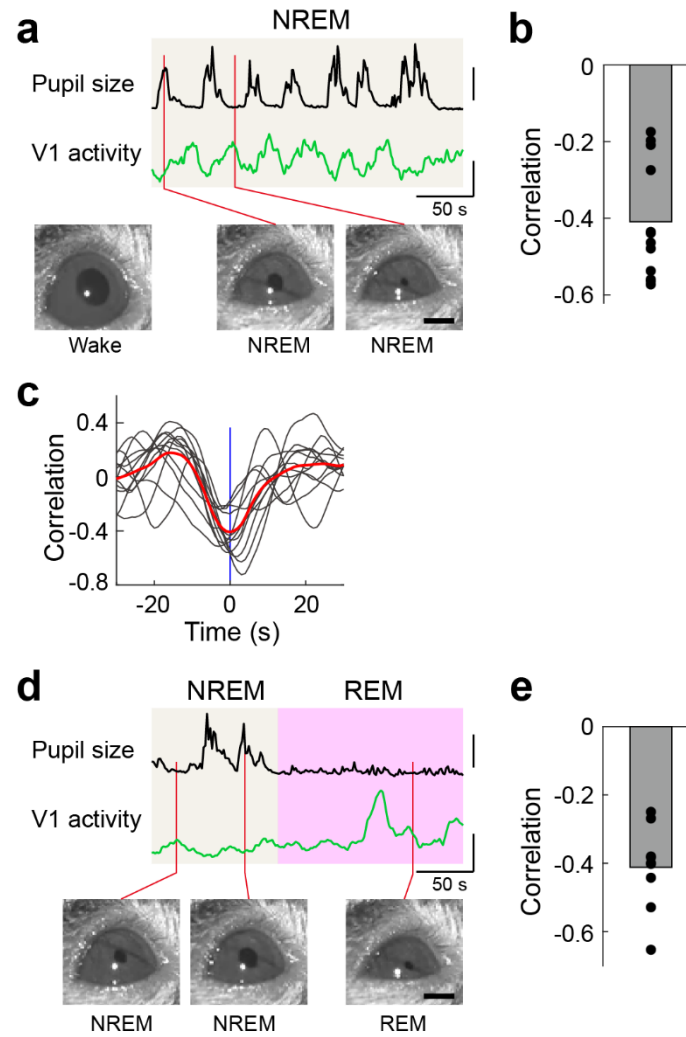 a
NREM
Pupil size
V1 activity
50 s
Wake
NREM
NREM
b
0
-0.2
-0.4
-0.6
Correlation
c
0.4
0
-0.4
-0.8
Correlation
-20
0
20
Time (s)
d
NREM
REM
Pupil size
V1 activity
50 s
NREM
NREM
REM
e
0
-0.2
-0.4
-0.6
Correlation